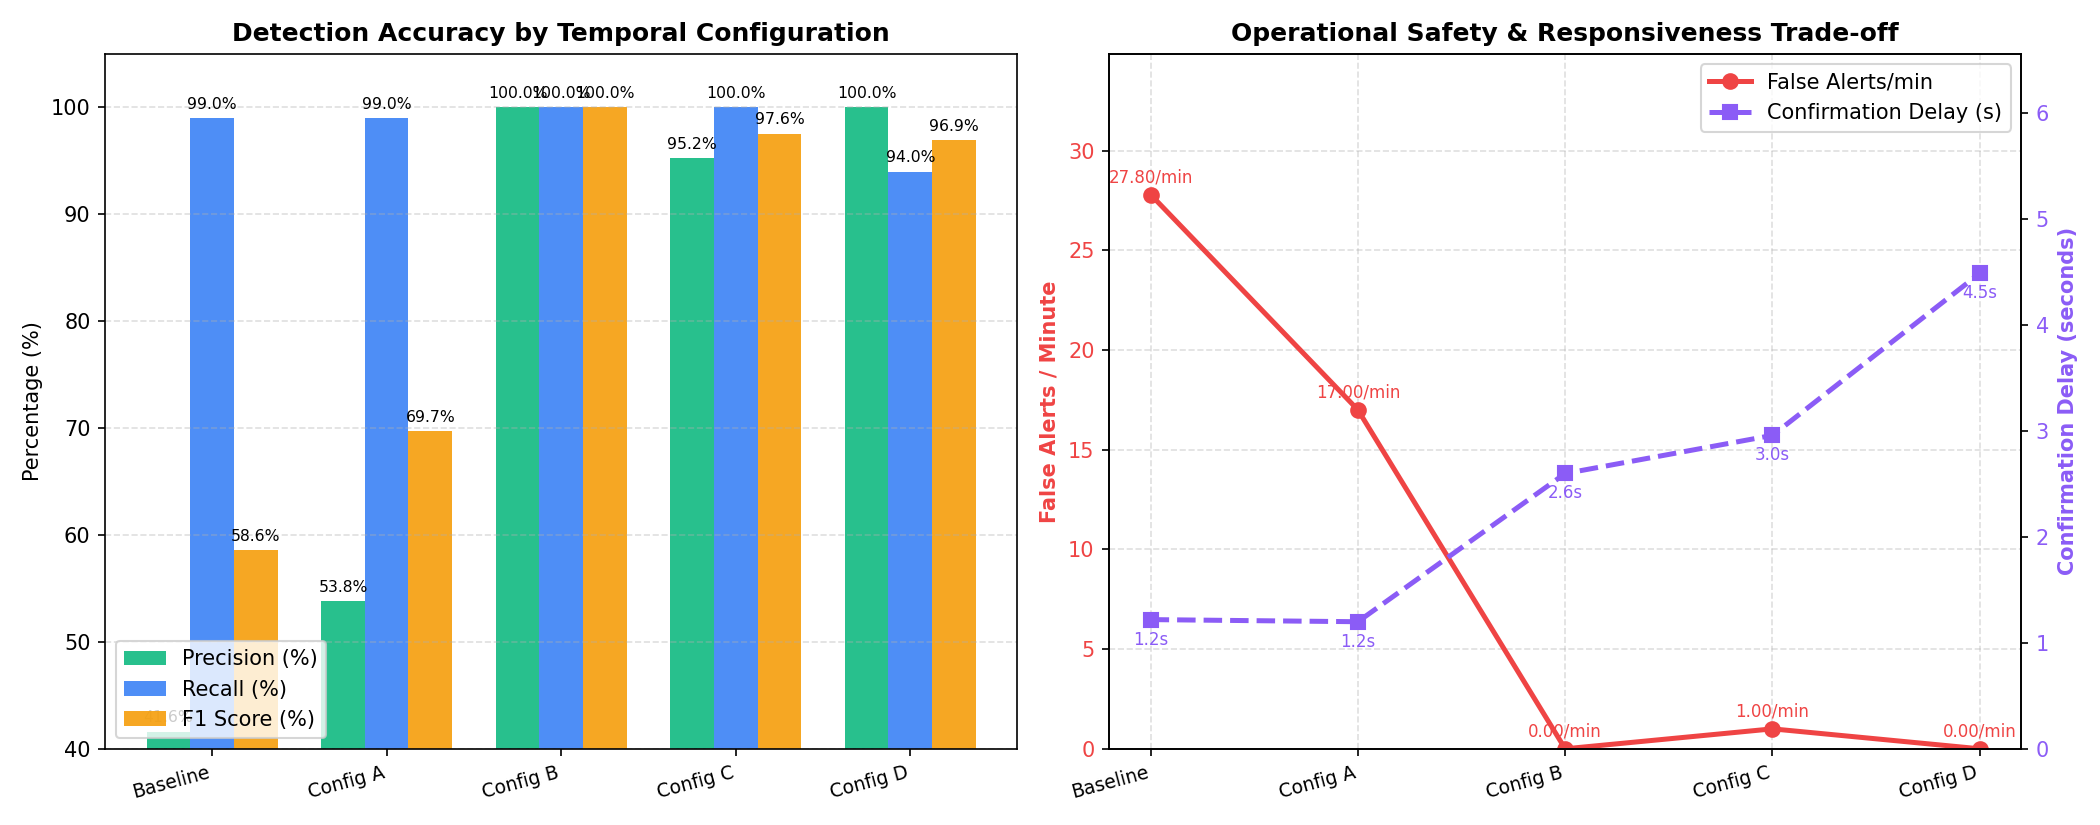 Detection Accuracy by Temporal Configuration
Percentage (%)
100
90
80
70
60
50
40
99.0%
58.6%
53.8%
99.0%
69.7%
100.0%
100.0%
100.0%
95.2%
100.0%
97.6%
100.0%
94.0%
96.9%
Precision (%)
Recall (%)
F1 Score (%)
Baseline
Config A
Config B
Config C
Config D
Operational Safety & Responsiveness Trade-off
False Alerts/min
Confirmation Delay (s)
False Alerts / Minute
30
25
20
15
10
5
0
27.80/min
17.00/min
0.00/min
1.00/min
0.00/min
1.2s
1.2s
2.6s
3.0s
4.5s
6
5
4
3
2
1
0
Confirmation Delay (seconds)
Baseline
Config A
Config B
Config C
Config D